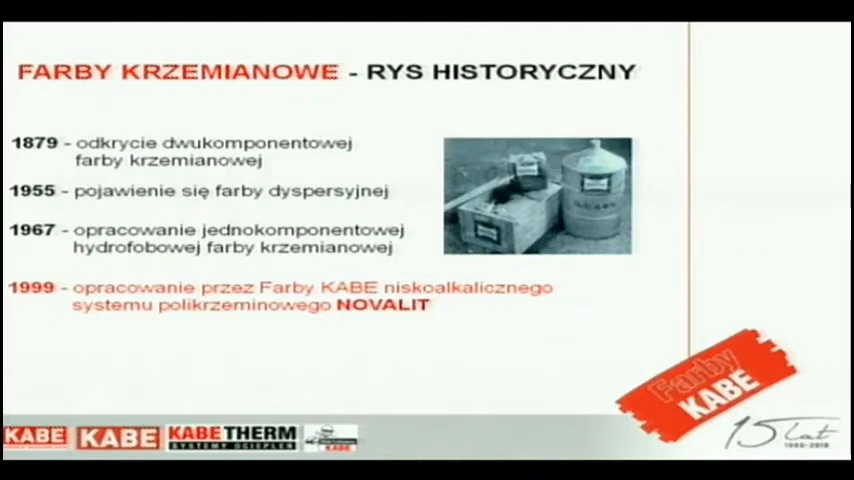 FARBY KRZEMIANOWE - RYS HISTORYCZNY
1879 - odkrycie dwukomponentowej
farby krzemianowej
1955 - pojawienie się farby dyspersyjnej
1967 - opracowanie jednokomponentowej
hydrofobowej farby krzemianowej
1999 - opracowanie przez Farby KABE niskoalkalicznego
systemu polikrzeminowego NOVALIT
Farby
KABE
KABE
KABE
KABE THERM
SYSTEMY OCIEPLEŃ
KABE
15 lat